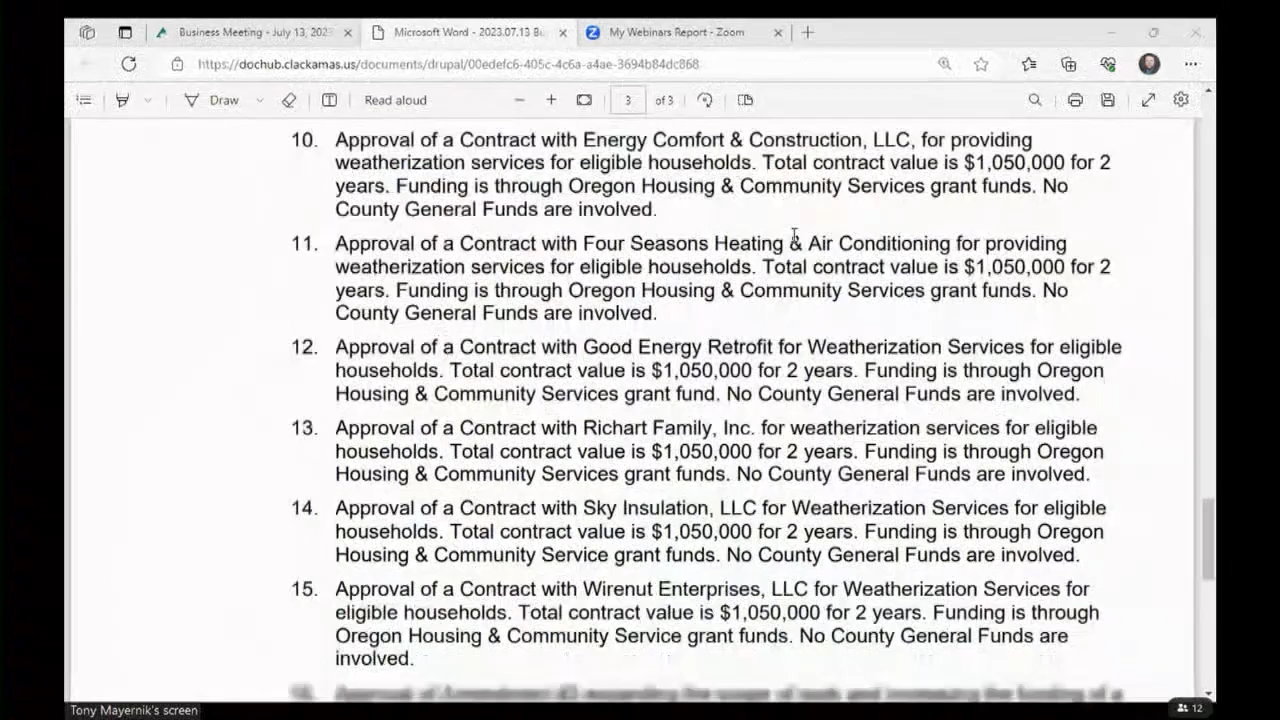 Business Meeting - July 13, 202
Microsoft Word - 2023.07.13 Bu
My Webinars Report - Zoom
https://dochub.clackamas.us/documents/drupal/00edefc6-405c-4c6a-a4ae-3694b84dc868
Draw
Read aloud
3 of 3
10. Approval of a Contract with Energy Comfort & Construction, LLC, for providing
weatherization services for eligible households. Total contract value is $1,050,000 for 2
years. Funding is through Oregon Housing & Community Services grant funds. No
County General Funds are involved.
11. Approval of a Contract with Four Seasons Heating & Air Conditioning for providing
weatherization services for eligible households. Total contract value is $1,050,000 for 2
years. Funding is through Oregon Housing & Community Services grant funds. No
County General Funds are involved.
12. Approval of a Contract with Good Energy Retrofit for Weatherization Services for eligible
households. Total contract value is $1,050,000 for 2 years. Funding is through Oregon
Housing & Community Services grant fund. No County General Funds are involved.
13. Approval of a Contract with Richart Family, Inc. for weatherization services for eligible
households. Total contract value is $1,050,000 for 2 years. Funding is through Oregon
Housing & Community Services grant funds. No County General Funds are involved.
14. Approval of a Contract with Sky Insulation, LLC for Weatherization Services for eligible
households. Total contract value is $1,050,000 for 2 years. Funding is through Oregon
Housing & Community Service grant funds. No County General Funds are involved.
15. Approval of a Contract with Wirenut Enterprises, LLC for Weatherization Services for
eligible households. Total contract value is $1,050,000 for 2 years. Funding is through
Oregon Housing & Community Service grant funds. No County General Funds are
involved.
Tony Mayernik's screen
12